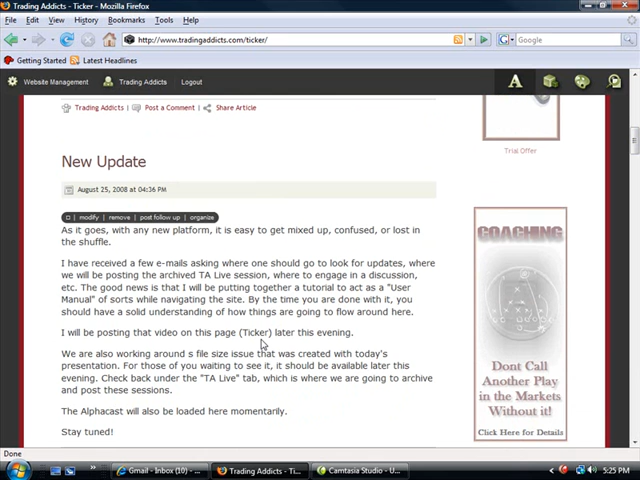 Trading Addicts - Ticker - Mozilla Firefox
File Edit View History Bookmarks Tools Help
http://www.tradingaddicts.com/ticker/
Google
Getting Started Latest Headlines
Website Management Trading Addicts Logout
Trading Addicts | Post a Comment | Share Article
Trial Offer
New Update
August 25, 2008 at 04:36 PM
modify | remove | post follow up | organize
As it goes, with any new platform, it is easy to get mixed up, confused, or lost in
the shuffle.
I have received a few e-mails asking where one should go to look for updates, where
we will be posting the archived TA Live session, where to engage in a discussion,
etc. The good news is that I will be putting together a tutorial to act as a "User
Manual" of sorts while navigating the site. By the time you are done with it, you
should have a solid understanding of how things are going to flow around here.
I will be posting that video on this page (Ticker) later this evening.
We are also working around s file size issue that was created with today's
presentation. For those of you waiting to see it, it should be available later this
evening. Check back under the "TA Live" tab, which is where we are going to archive
and post these sessions.
The Alphacast will also be loaded here momentarily.
Stay tuned!
COACHING
Dont Call
Another Play
in the Markets
Without it!
Click Here for Details
Done
Gmail - Inbox (10) - ...
Trading Addicts - Ti...
Camtasia Studio - U...
5:25 PM